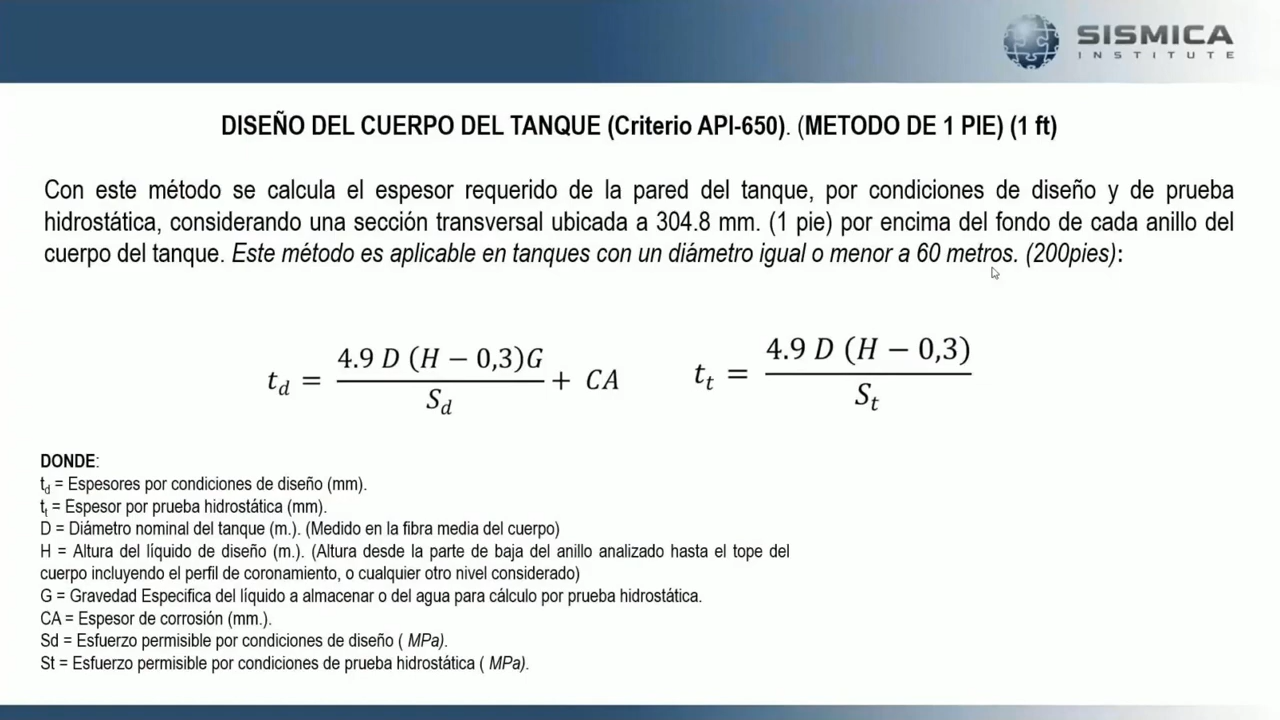 SISMICA
INSTITUTE
DISEÑO DEL CUERPO DEL TANQUE (Criterio API-650). (METODO DE 1 PIE) (1 ft)
Con este método se calcula el espesor requerido de la pared del tanque, por condiciones de diseño y de prueba
hidrostática, considerando una sección transversal ubicada a 304.8 mm. (1 pie) por encima del fondo de cada anillo del
cuerpo del tanque. Este método es aplicable en tanques con un diámetro igual o menor a 60 metros. (200pies):
t_d = \frac{4.9 D (H − 0,3)G}{S_d} + CA
t_t = \frac{4.9 D (H − 0,3)}{S_t}
DONDE:
t_d = Espesores por condiciones de diseño (mm).
t_t = Espesor por prueba hidrostática (mm).
D = Diámetro nominal del tanque (m.). (Medido en la fibra media del cuerpo)
H = Altura del líquido de diseño (m.). (Altura desde la parte de baja del anillo analizado hasta el tope del
cuerpo incluyendo el perfil de coronamiento, o cualquier otro nivel considerado)
G = Gravedad Especifica del líquido a almacenar o del agua para cálculo por prueba hidrostática.
CA = Espesor de corrosión (mm.).
Sd = Esfuerzo permisible por condiciones de diseño ( MPa).
St = Esfuerzo permisible por condiciones de prueba hidrostática ( MPa).